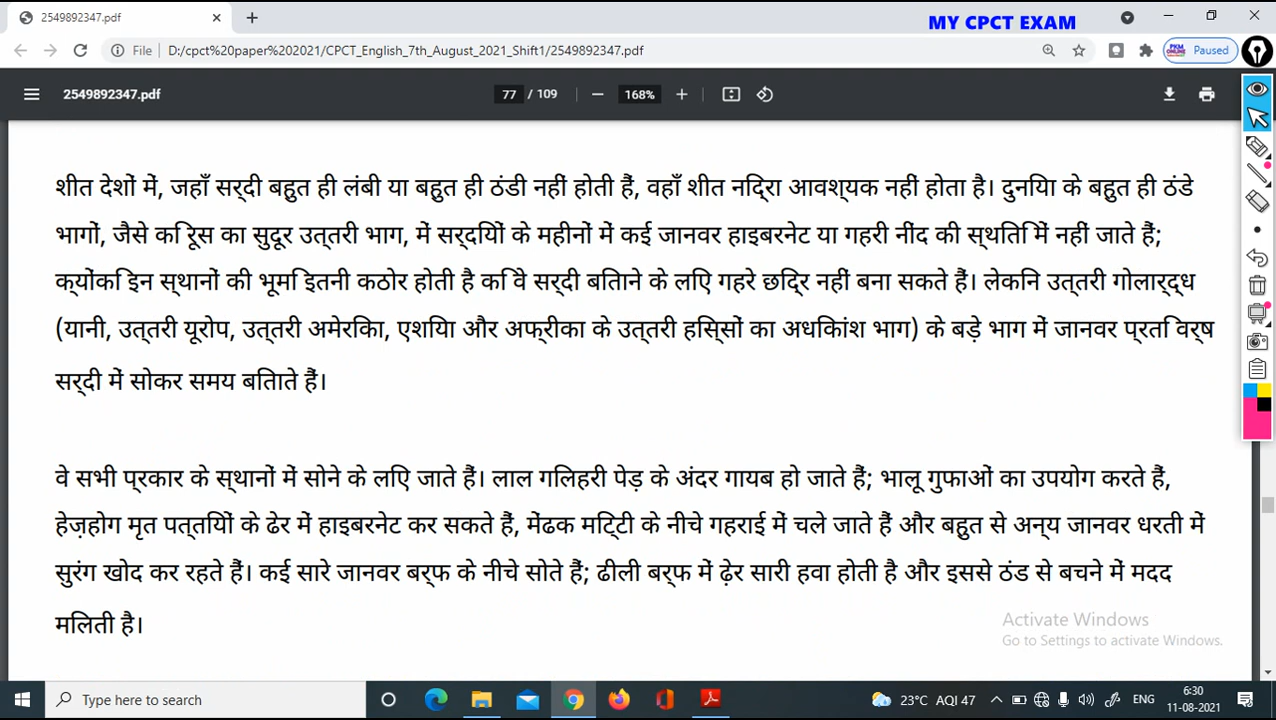 2549892347.pdf
MY CPCT EXAM
File D:/cpct%20paper%202021/CPCT_English_7th_August_2021_Shift1/2549892347.pdf
Paused
2549892347.pdf 77 / 109 168%
शीत देशों में, जहाँ सर्दी बहुत ही लंबी या बहुत ही ठंडी नहीं होती हैं, वहाँ शीत निद्रा आवश्यक नहीं होता है। दुनिया के बहुत ही ठंडे
भागों, जैसे कि रूस का सुदूर उत्तरी भाग, में सर्दियों के महीनों में कई जानवर हाइबरनेट या गहरी नींद की स्थिति में नहीं जाते हैं;
क्योंकि इन स्थानों की भूमि इतनी कठोर होती है कि वे सर्दी बिताने के लिए गहरे छिद्र नहीं बना सकते हैं। लेकिन उत्तरी गोलार्द्ध
(यानी, उत्तरी यूरोप, उत्तरी अमेरिका, एशिया और अफ्रीका के उत्तरी हिस्सों का अधिकांश भाग) के बड़े भाग में जानवर प्रति वर्ष
सर्दी में सोकर समय बिताते हैं।
वे सभी प्रकार के स्थानों में सोने के लिए जाते हैं। लाल गिलहरी पेड़ के अंदर गायब हो जाते हैं; भालू गुफाओं का उपयोग करते हैं,
हेज़होग मृत पत्तियों के ढेर में हाइबरनेट कर सकते हैं, मेंढक मिट्टी के नीचे गहराई में चले जाते हैं और बहुत से अन्य जानवर धरती में
सुरंग खोद कर रहते हैं। कई सारे जानवर बर्फ के नीचे सोते हैं; ढीली बर्फ में ढ़ेर सारी हवा होती है और इससे ठंड से बचने में मदद
मिलती है।
Activate Windows
Go to Settings to activate Windows.
Type here to search
23°C AQI 47
ENG
6:30
11-08-2021